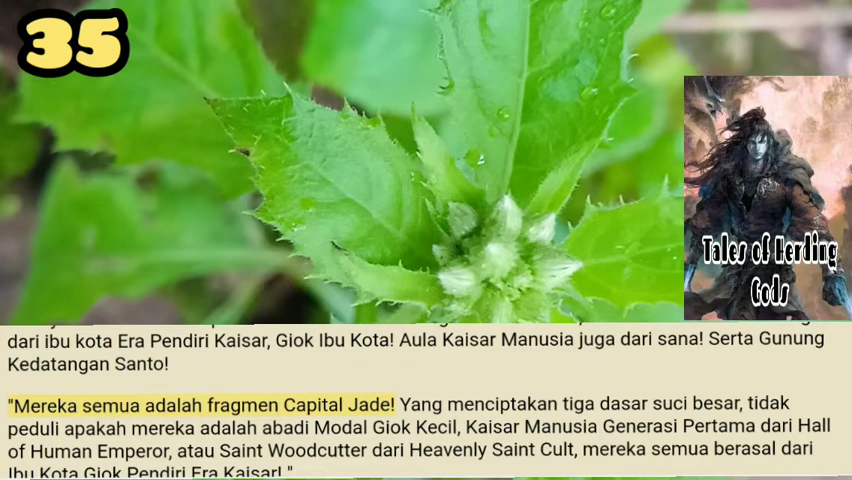 35
Tales of Herding
Gods
dari ibu kota Era Pendiri Kaisar, Giok Ibu Kota! Aula Kaisar Manusia juga dari sana! Serta Gunung
Kedatangan Santo!
"Mereka semua adalah fragmen Capital Jade! Yang menciptakan tiga dasar suci besar, tidak
peduli apakah mereka adalah abadi Modal Giok Kecil, Kaisar Manusia Generasi Pertama dari Hall
of Human Emperor, atau Saint Woodcutter dari Heavenly Saint Cult, mereka semua berasal dari
Ibu Kota Giok Pendiri Era Kaisar! "